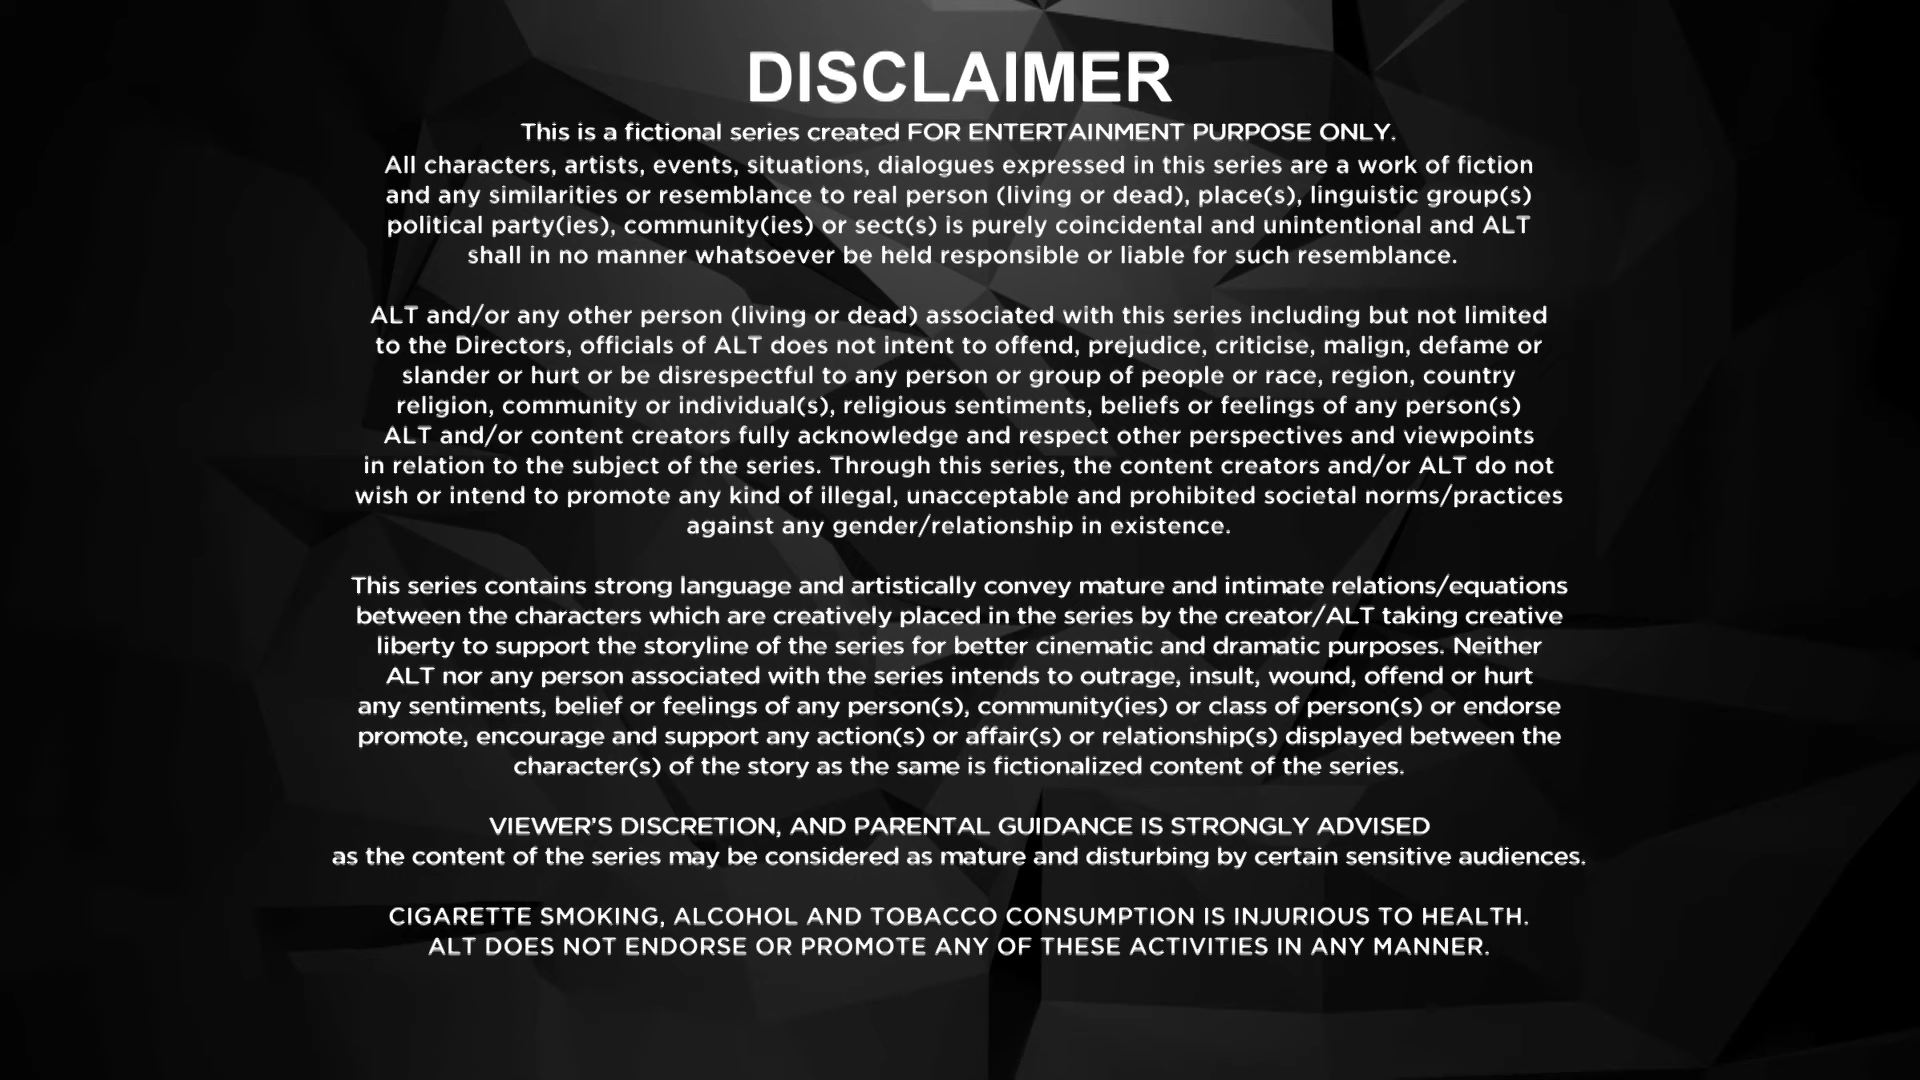 DISCLAIMER
This is a fictional series created FOR ENTERTAINMENT PURPOSE ONLY.
All characters, artists, events, situations, dialogues expressed in this series are a work of fiction
and any similarities or resemblance to real person (living or dead), place(s), linguistic group(s)
political party(ies), community(ies) or sect(s) is purely coincidental and unintentional and ALT
shall in no manner whatsoever be held responsible or liable for such resemblance.
ALT and/or any other person (living or dead) associated with this series including but not limited
to the Directors, officials of ALT does not intent to offend, prejudice, criticise, malign, defame or
slander or hurt or be disrespectful to any person or group of people or race, region, country
religion, community or individual(s), religious sentiments, beliefs or feelings of any person(s)
ALT and/or content creators fully acknowledge and respect other perspectives and viewpoints
in relation to the subject of the series. Through this series, the content creators and/or ALT do not
wish or intend to promote any kind of illegal, unacceptable and prohibited societal norms/practices
against any gender/relationship in existence.
This series contains strong language and artistically convey mature and intimate relations/equations
between the characters which are creatively placed in the series by the creator/ALT taking creative
liberty to support the storyline of the series for better cinematic and dramatic purposes. Neither
ALT nor any person associated with the series intends to outrage, insult, wound, offend or hurt
any sentiments, belief or feelings of any person(s), community(ies) or class of person(s) or endorse
promote, encourage and support any action(s) or affair(s) or relationship(s) displayed between the
character(s) of the story as the same is fictionalized content of the series.
VIEWER'S DISCRETION, AND PARENTAL GUIDANCE IS STRONGLY ADVISED
as the content of the series may be considered as mature and disturbing by certain sensitive audiences.
CIGARETTE SMOKING, ALCOHOL AND TOBACCO CONSUMPTION IS INJURIOUS TO HEALTH.
ALT DOES NOT ENDORSE OR PROMOTE ANY OF THESE ACTIVITIES IN ANY MANNER.